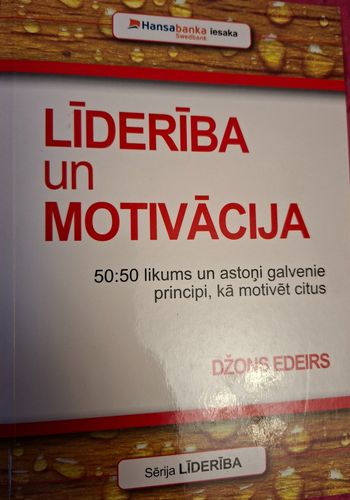 Hansabanka iesaka
Swedbank
LĪDERĪBA
un
MOTIVĀCIJA
50:50 likums un astoņi galvenie
principi, kā motivēt citus
DŽONS EDEIRS
Sērija LĪDERĪBA